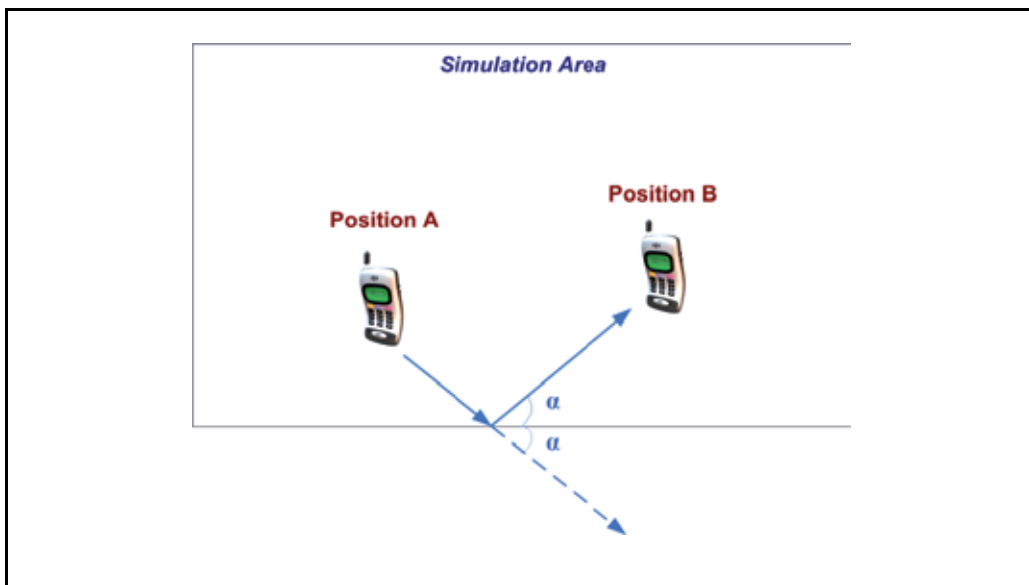 Simulation Area
Position B
Position A
α
α